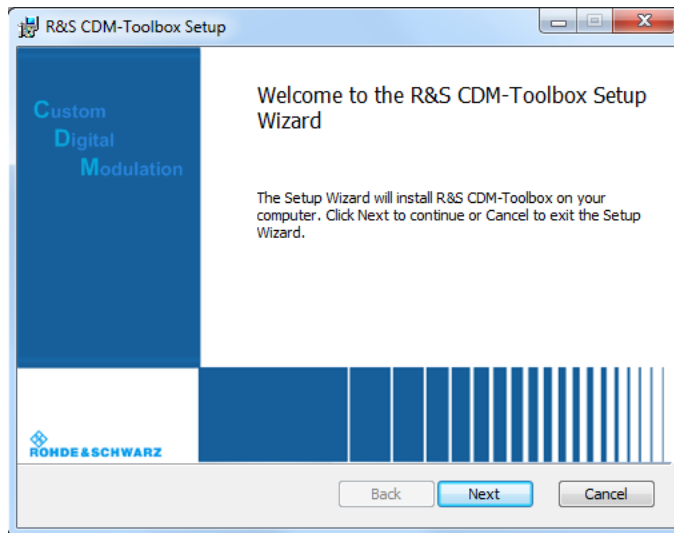 R&S CDM-Toolbox Setup
Custom
Digital
Modulation
Welcome to the R&S CDM-Toolbox Setup
Wizard
The Setup Wizard will install R&S CDM-Toolbox on your
computer. Click Next to continue or Cancel to exit the Setup
Wizard.
ROHDE&SCHWARZ
Back Next Cancel